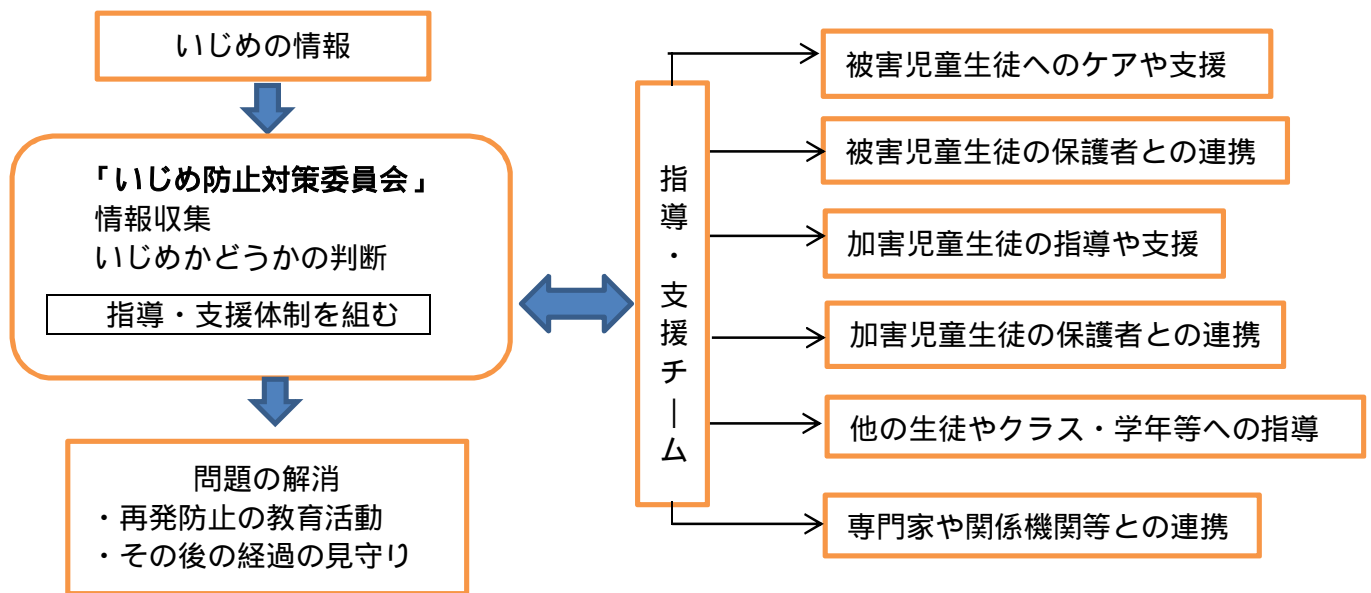 いじめの情報
「いじめ防止対策委員会」
情報収集
いじめかどうかの判断
指導・支援体制を組む
問題の解消
・再発防止の教育活動
・その後の経過の見守り
指導・支援チーム
被害児童生徒へのケアや支援
被害児童生徒の保護者との連携
加害児童生徒の指導や支援
加害児童生徒の保護者との連携
他の生徒やクラス・学年等への指導
専門家や関係機関等との連携